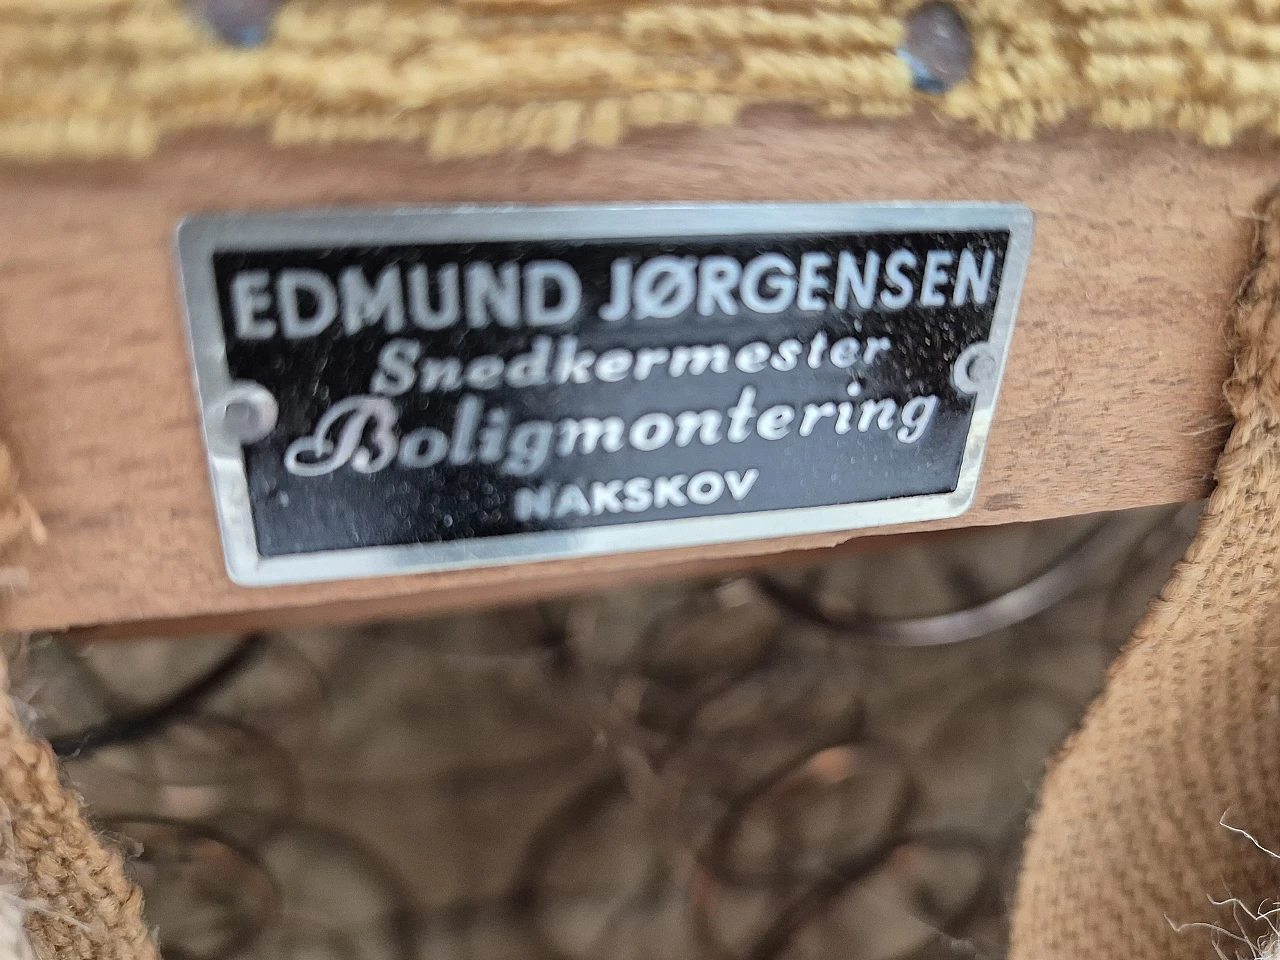 EDMUND JØRGENSEN
Snedkermester
Boligmontering
NAKSKOV